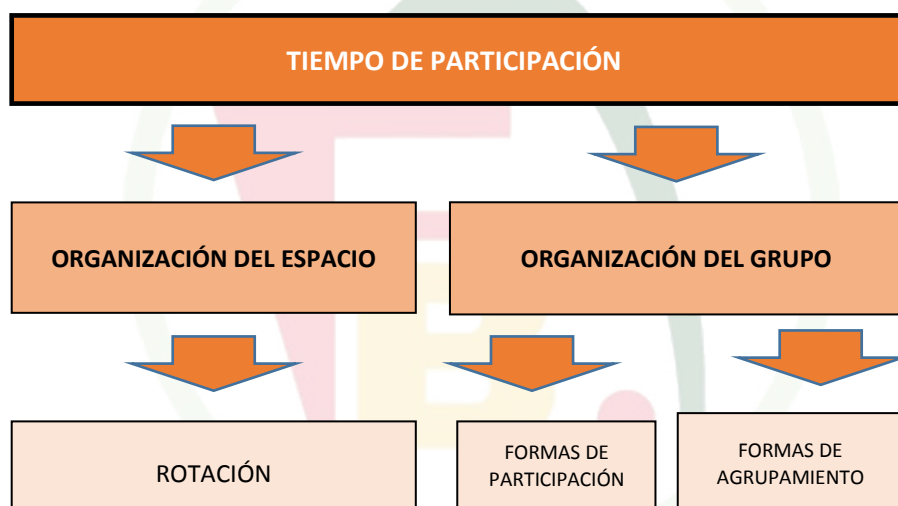 TIEMPO DE PARTICIPACIÓN
ORGANIZACIÓN DEL ESPACIO
ORGANIZACIÓN DEL GRUPO
ROTACIÓN
FORMAS DE
PARTICIPACIÓN
FORMAS DE
AGRUPAMIENTO